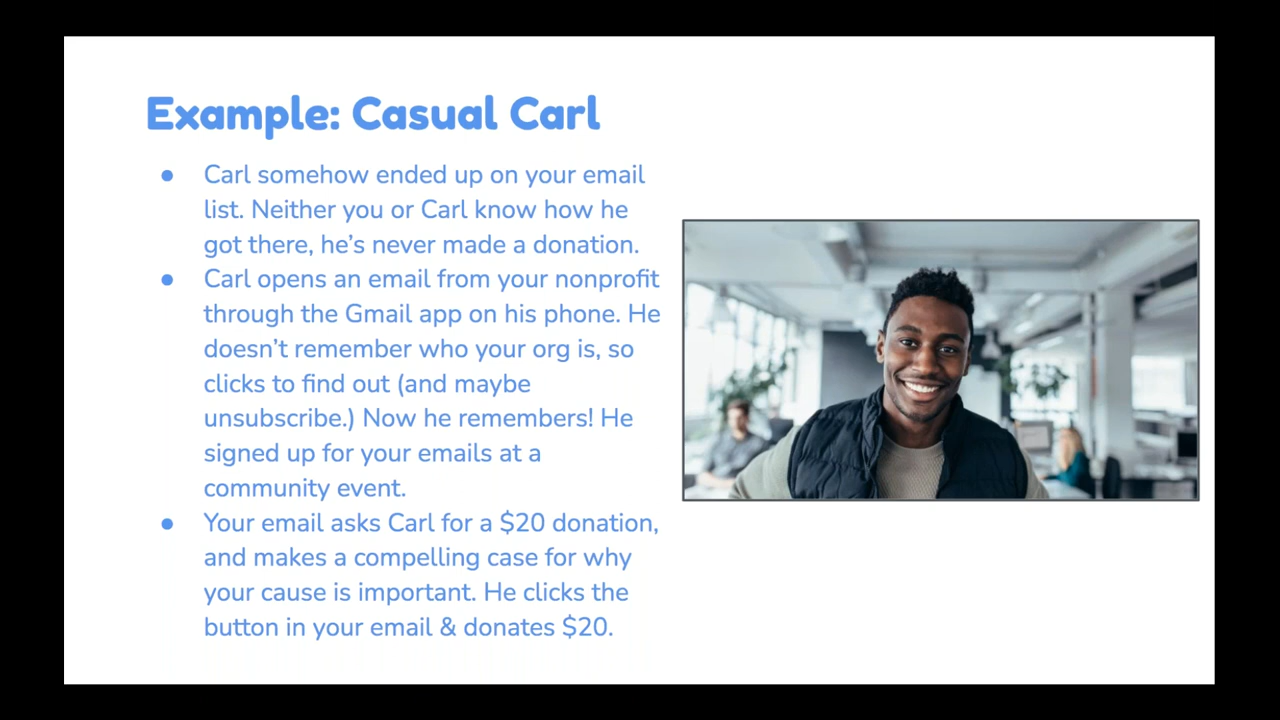 Example: Casual Carl
● Carl somehow ended up on your email
list. Neither you or Carl know how he
got there, he’s never made a donation.
● Carl opens an email from your nonprofit
through the Gmail app on his phone. He
doesn’t remember who your org is, so
clicks to find out (and maybe
unsubscribe.) Now he remembers! He
signed up for your emails at a
community event.
● Your email asks Carl for a $20 donation,
and makes a compelling case for why
your cause is important. He clicks the
button in your email & donates $20.